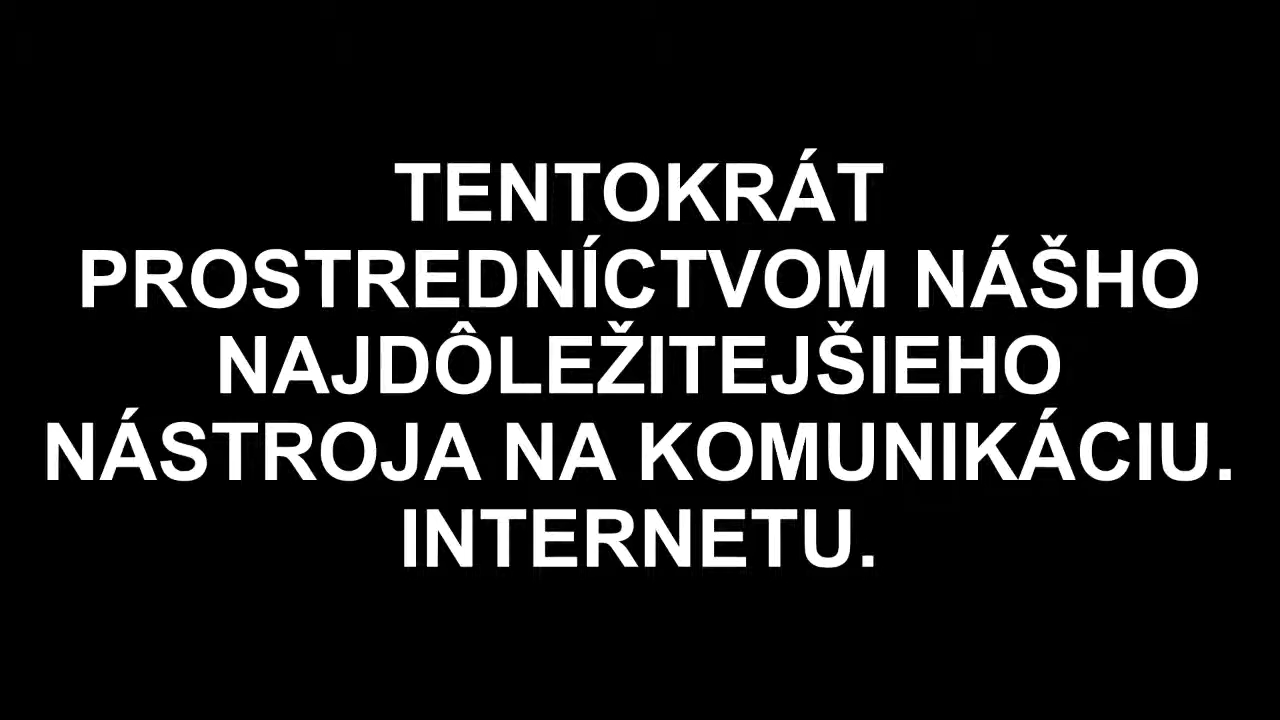 TENTOKRÁT
PROSTREDNÍCTVOM NÁŠHO
NAJDÔLEŽITEJŠIEHO
NÁSTROJA NA KOMUNIKÁCIU.
INTERNETU.